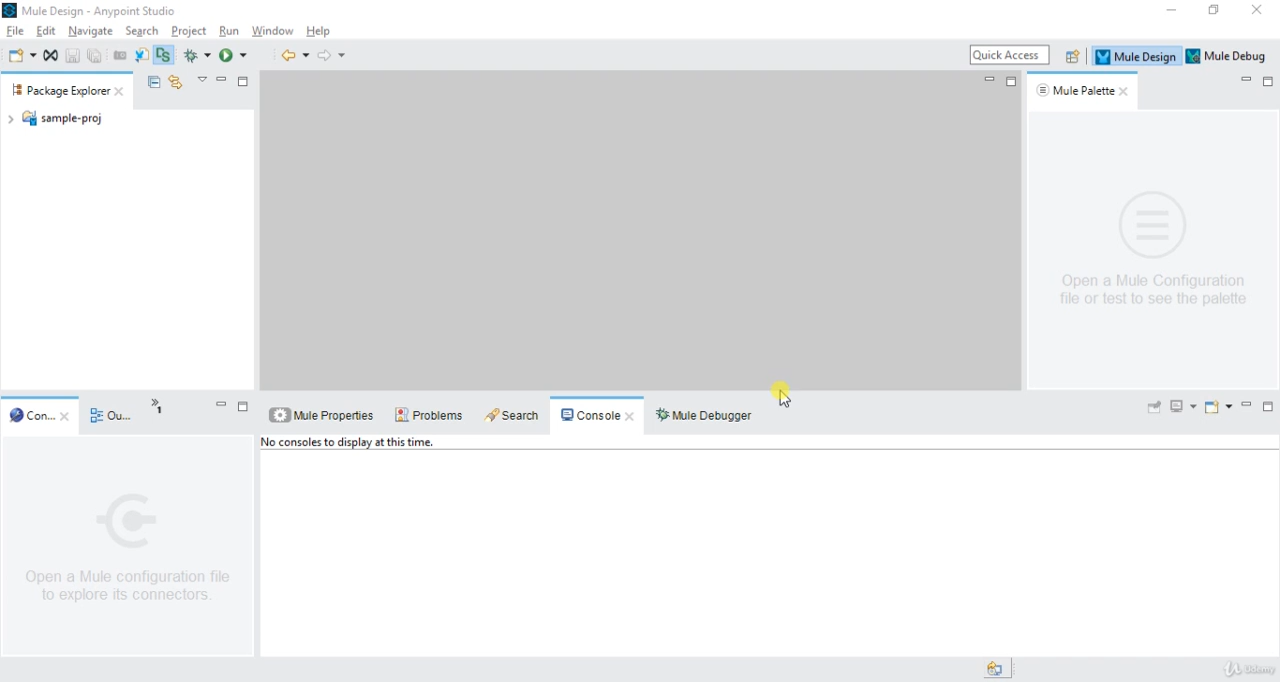 Mule Design - Anypoint Studio
File Edit Navigate Search Project Run Window Help
Quick Access Mule Design Mule Debug
Package Explorer
Mule Palette
sample-proj
Open a Mule Configuration
file or test to see the palette
Con... Ou... 1
Mule Properties Problems Search Console Mule Debugger
No consoles to display at this time.
Open a Mule configuration file
to explore its connectors.
Udemy